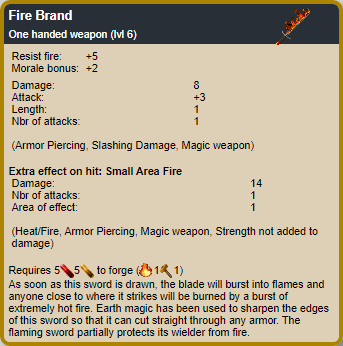 Fire Brand
One handed weapon (lvl 6)
Resist fire: +5
Morale bonus: +2
Damage: 8
Attack: +3
Length: 1
Nbr of attacks: 1
(Armor Piercing, Slashing Damage, Magic weapon)
Extra effect on hit: Small Area Fire
Damage: 14
Nbr of attacks: 1
Area of effect: 1
(Heat/Fire, Armor Piercing, Magic weapon, Strength not added to
damage)
Requires 5 5 to forge ( 1 1)
As soon as this sword is drawn, the blade will burst into flames and
anyone close to where it strikes will be burned by a burst of
extremely hot fire. Earth magic has been used to sharpen the edges
of this sword so that it can cut straight through any armor. The
flaming sword partially protects its wielder from fire.